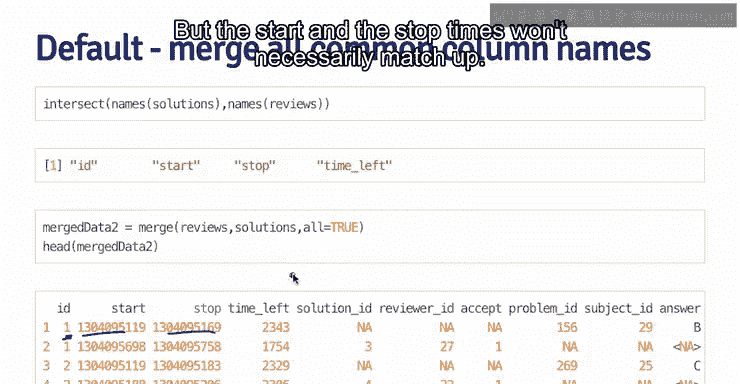 But the start and the stop times won't
necessarily match up.
Default - merge all common column names
intersect(names(solutions),names(reviews))
[1] "id" "start" "stop" "time_left"
mergedData2 = merge(reviews,solutions,all=TRUE)
head(mergedData2)
id start stop time_left solution_id reviewer_id accept problem_id subject_id answer
1 1 1304095119 1304095169 2343 NA NA NA 156 29 B
2 1 1304095698 1304095758 1754 3 27 1 NA NA <NA>
3 2 1304095119 1304095183 2329 NA NA NA 269 25 C